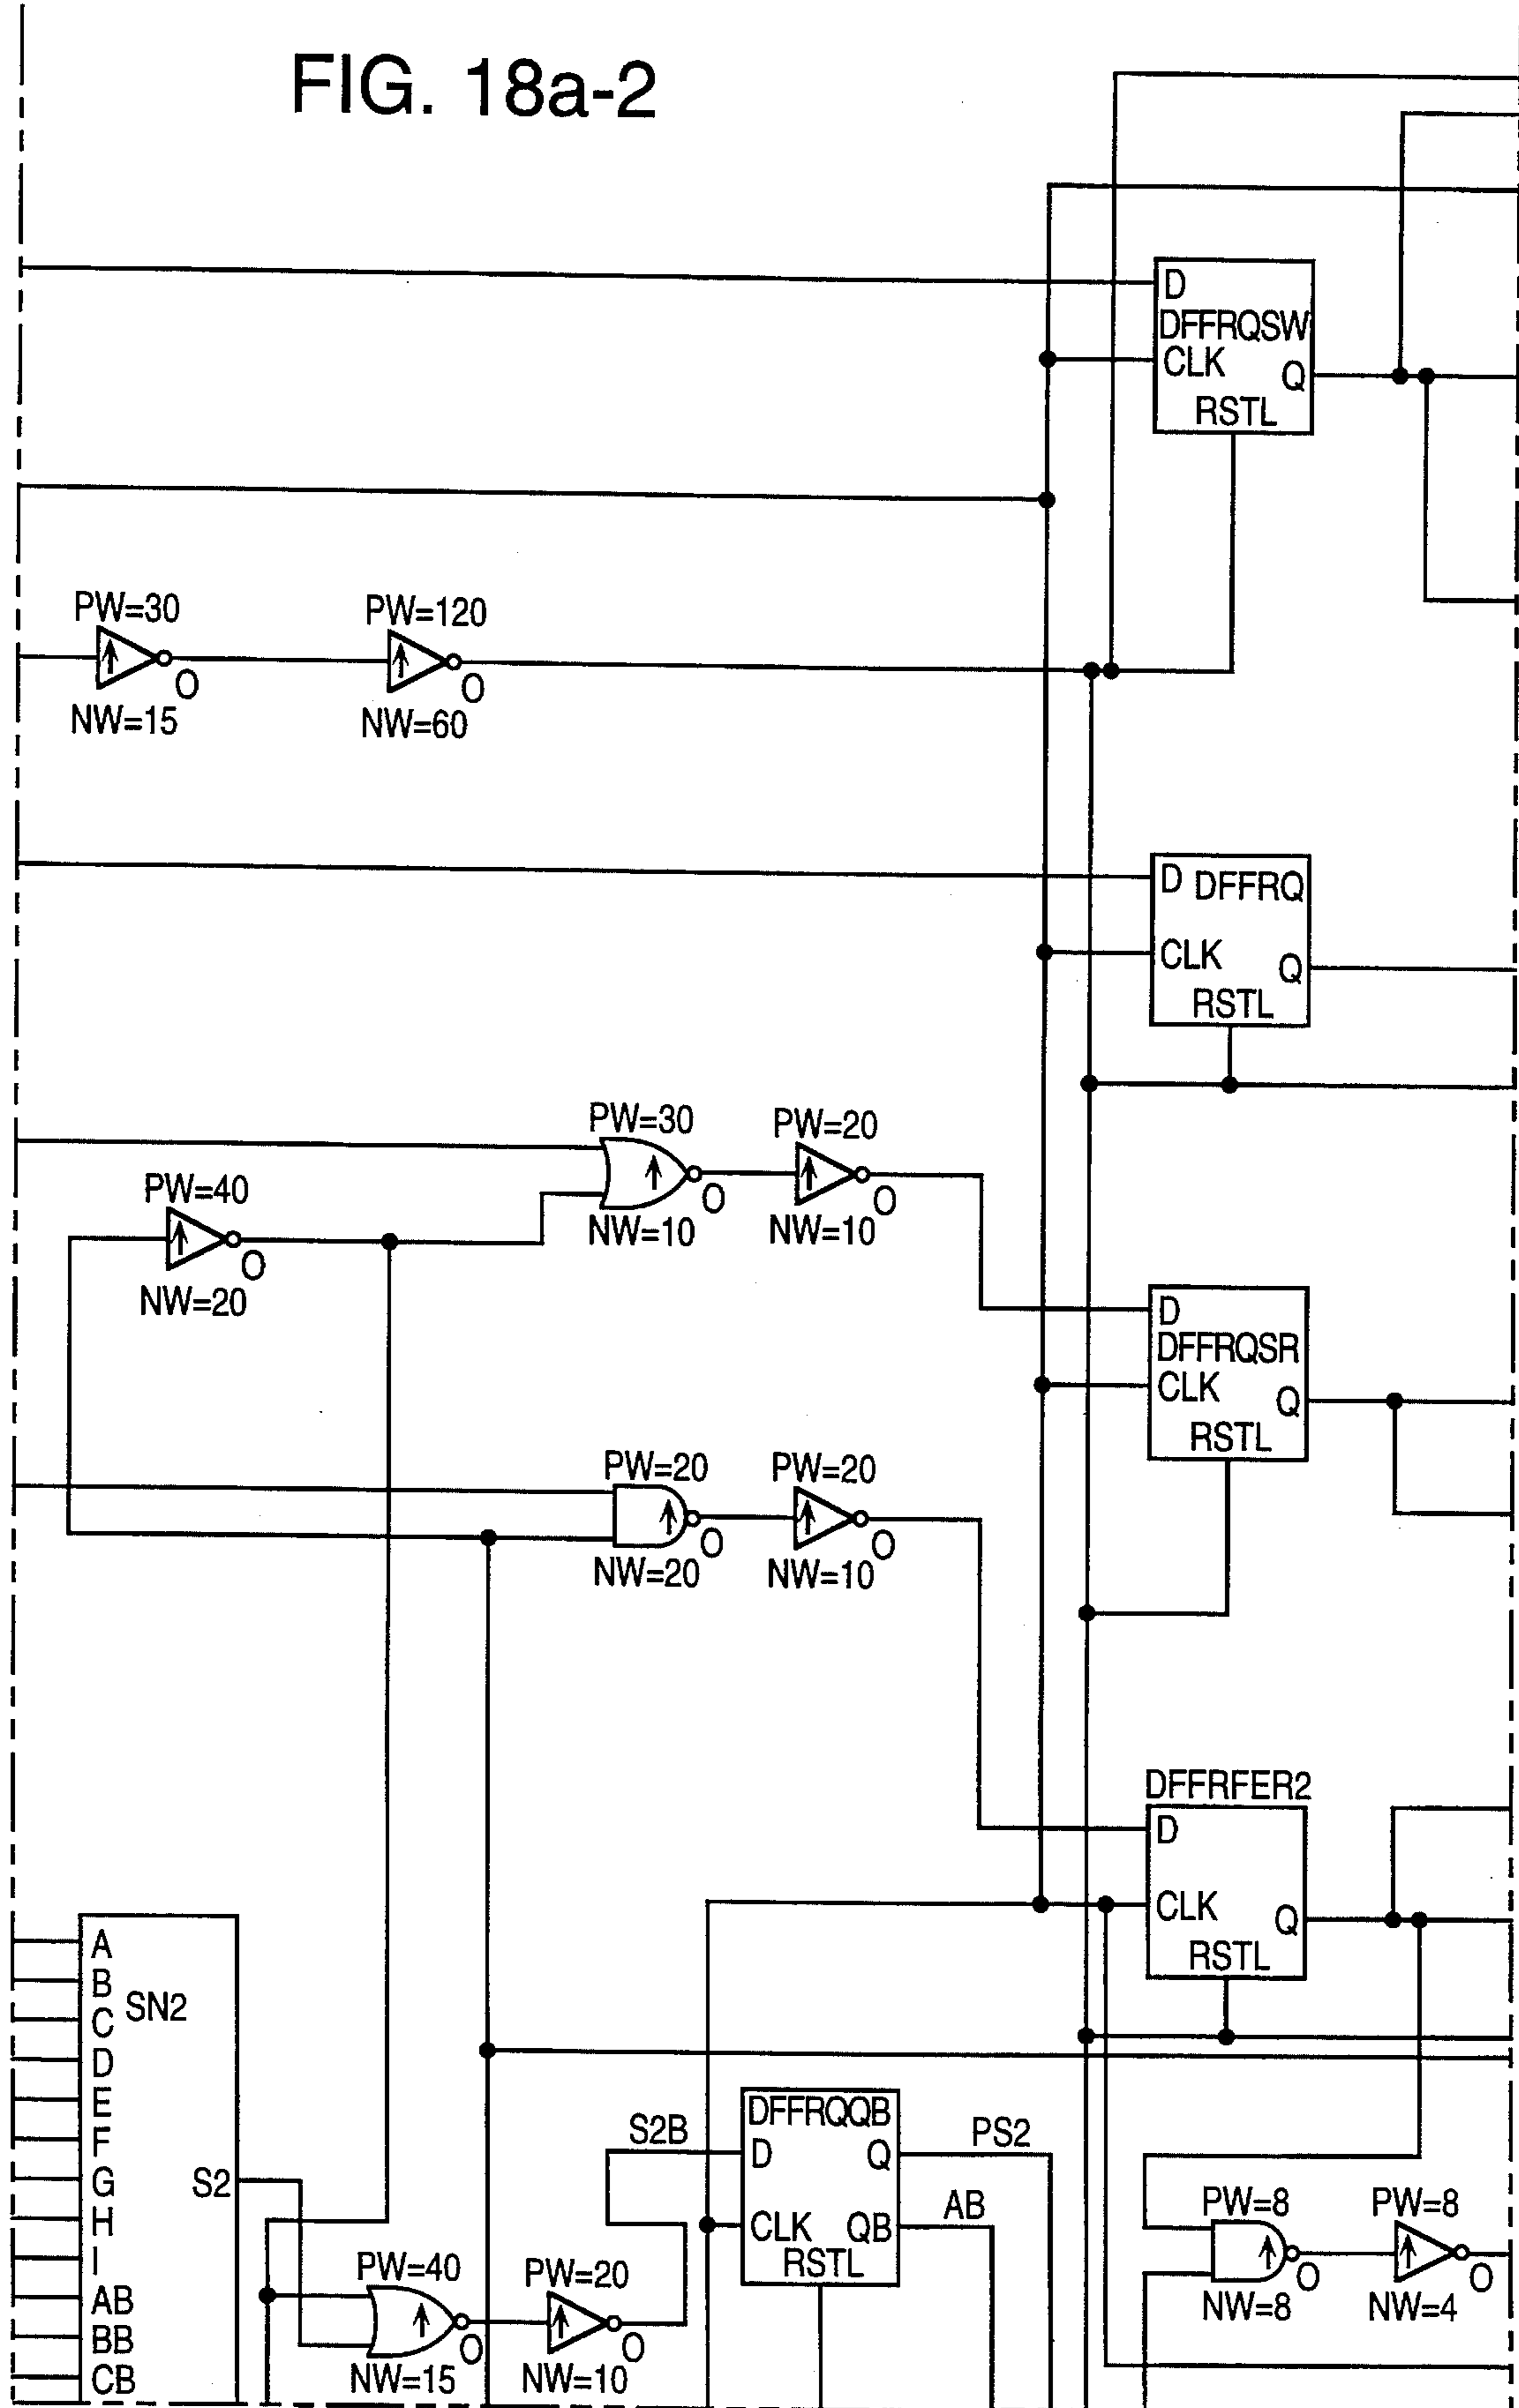 FIG. 18a-2
D
DFFRQSW
CLK
Q
RSTL
PW=30
O
NW=15
PW=120
O
NW=60
D DFFRQ
CLK
Q
RSTL
PW=30
O
NW=10
PW=20
O
NW=10
PW=40
O
NW=20
D
DFFRQSR
CLK
Q
RSTL
PW=20
O
NW=20
PW=20
O
NW=10
DFFRFER2
D
CLK
Q
RSTL
A
B
C
SN2
D
E
F
G
S2
H
I
AB
BB
CB
PW=40
O
NW=15
PW=20
O
NW=10
S2B
DFFRQQB
D
Q
PS2
CLK
QB
AB
RSTL
PW=8
O
NW=8
PW=8
O
NW=4